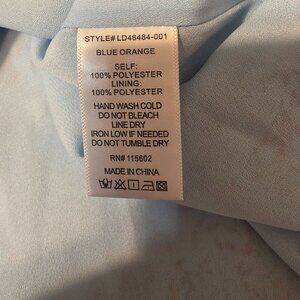 STYLE# LD46484-001
BLUE ORANGE
SELF:
100% POLYESTER
LINING:
100% POLYESTER
HAND WASH COLD
DO NOT BLEACH
LINE DRY
IRON LOW IF NEEDED
DO NOT TUMBLE DRY
RN# 115602
MADE IN CHINA